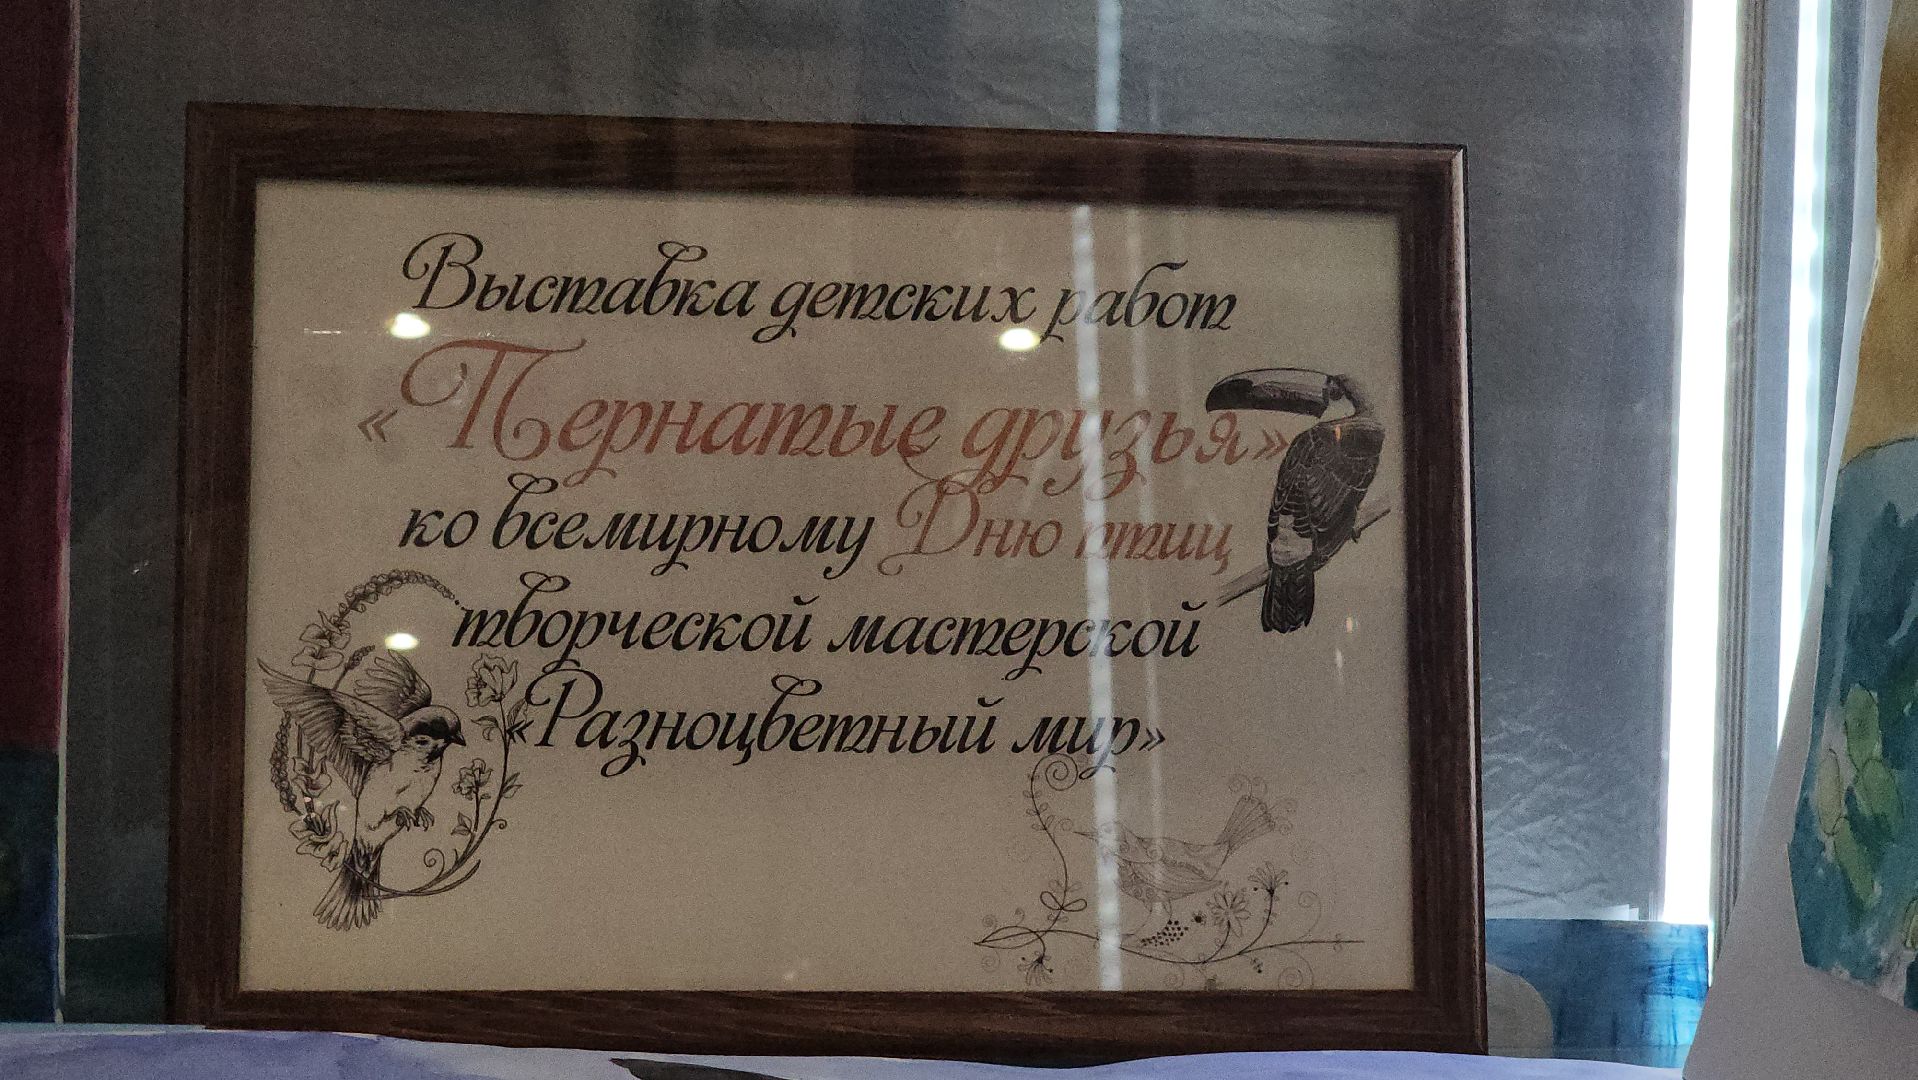 Выставка детских работ
«Пернатые друзья»
ко всемирному Дню птиц
творческой мастерской
«Разноцветный мир»